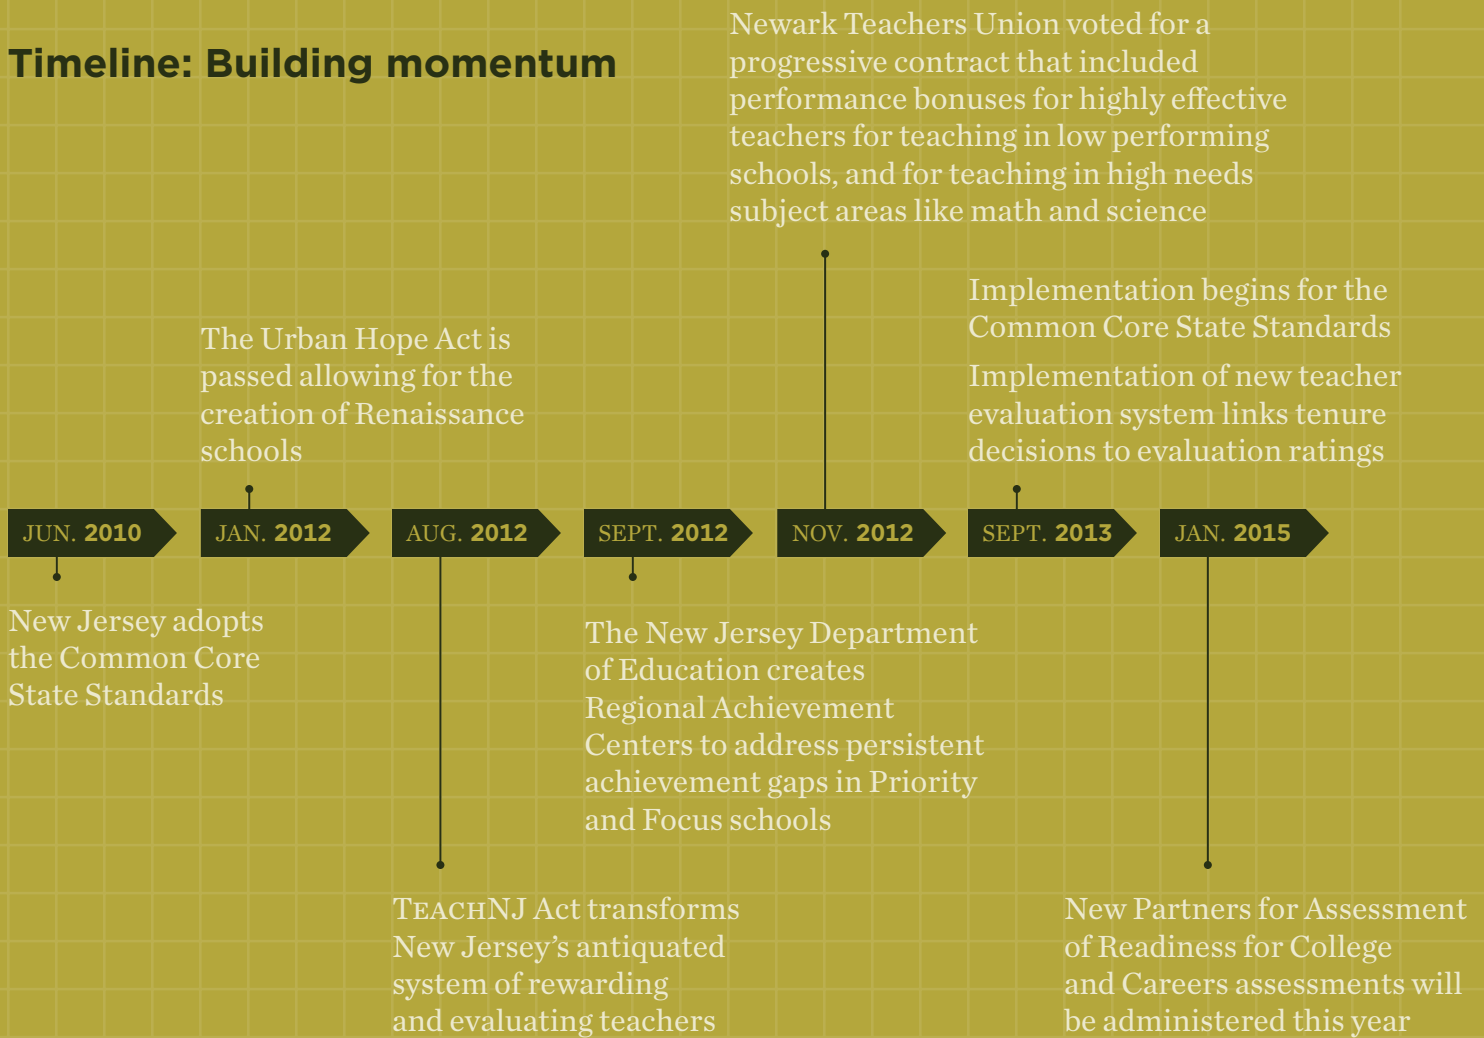 Timeline: Building momentum
Newark Teachers Union voted for a
progressive contract that included
performance bonuses for highly effective
teachers for teaching in low performing
schools, and for teaching in high needs
subject areas like math and science
The Urban Hope Act is
passed allowing for the
creation of Renaissance
schools
Implementation begins for the
Common Core State Standards
Implementation of new teacher
evaluation system links tenure
decisions to evaluation ratings
JUN. 2010
JAN. 2012
AUG. 2012
SEPT. 2012
NOV. 2012
SEPT. 2013
JAN. 2015
New Jersey adopts
the Common Core
State Standards
The New Jersey Department
of Education creates
Regional Achievement
Centers to address persistent
achievement gaps in Priority
and Focus schools
TEACHNJ Act transforms
New Jersey’s antiquated
system of rewarding
and evaluating teachers
New Partners for Assessment
of Readiness for College
and Careers assessments will
be administered this year